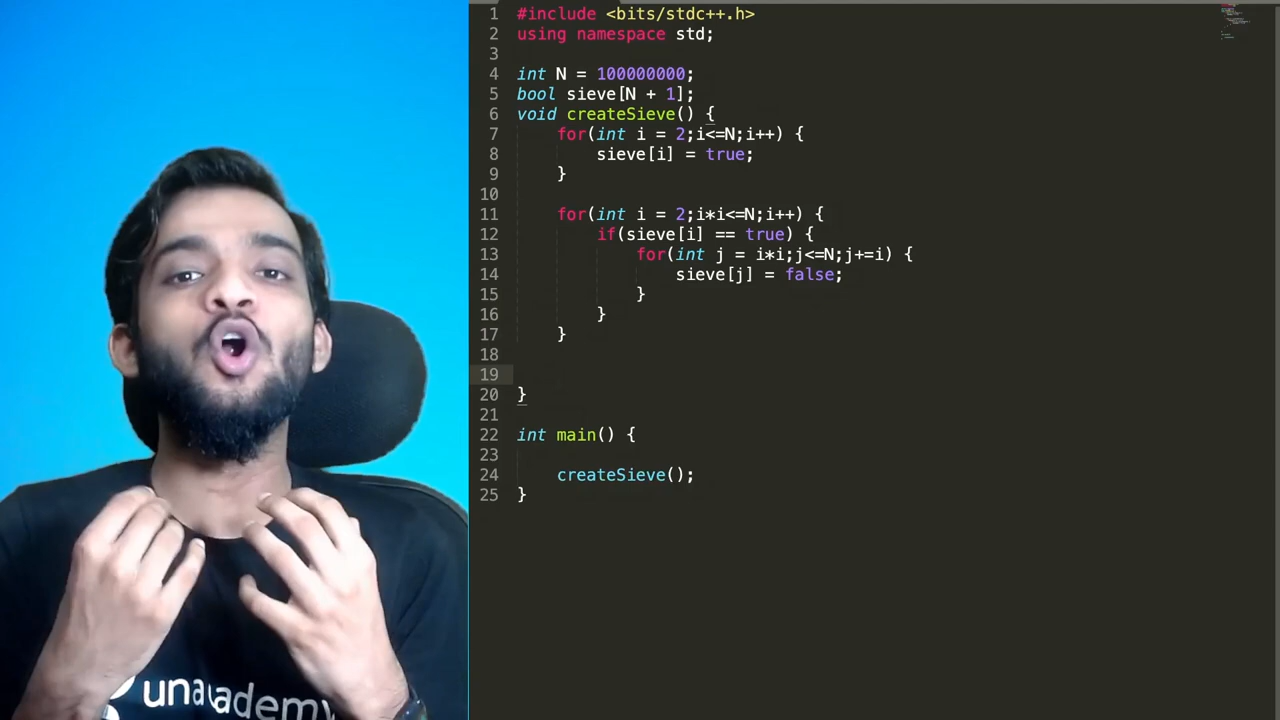 1 #include <bits/stdc++.h>
2 using namespace std;
3
4 int N = 100000000;
5 bool sieve[N + 1];
6 void createSieve() {
7     for(int i = 2;i<=N;i++) {
8         sieve[i] = true;
9     }
10
11     for(int i = 2;i*i<=N;i++) {
12         if(sieve[i] == true) {
13             for(int j = i*i;j<=N;j+=i) {
14                 sieve[j] = false;
15             }
16         }
17     }
18
19
20 }
21
22 int main() {
23
24     createSieve();
25 }
unacademy